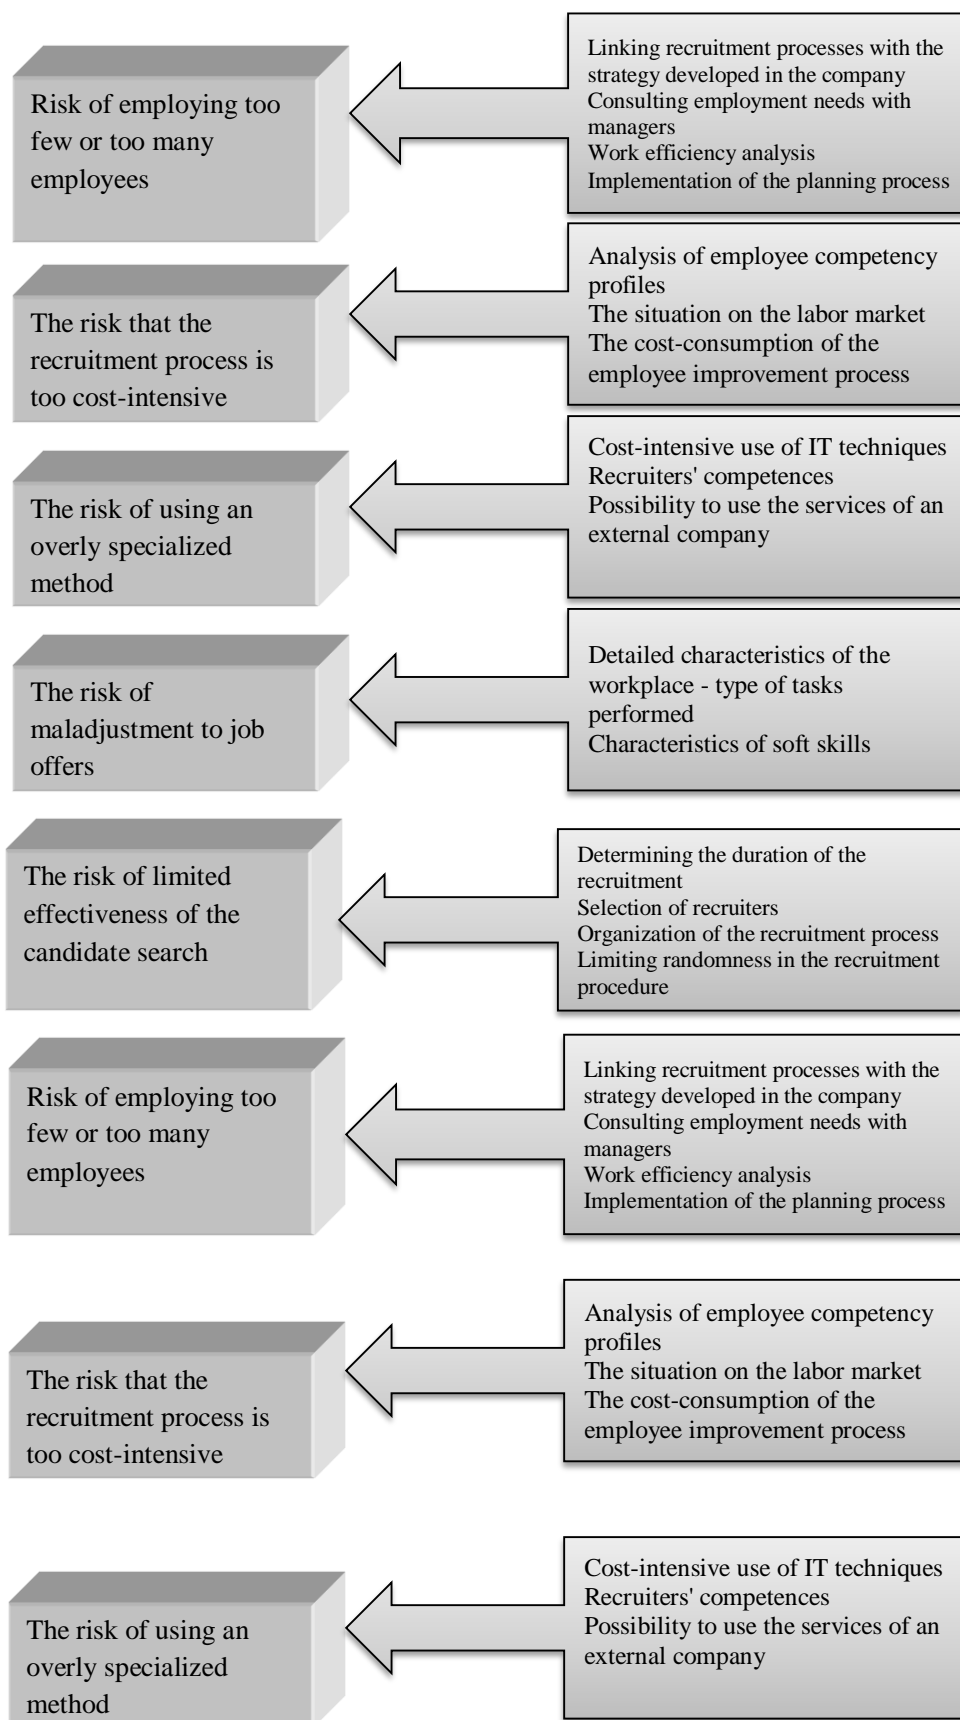 Risk of employing too
few or too many
employees
Linking recruitment processes with the
strategy developed in the company
Consulting employment needs with
managers
Work efficiency analysis
Implementation of the planning process
The risk that the
recruitment process is
too cost-intensive
Analysis of employee competency
profiles
The situation on the labor market
The cost-consumption of the
employee improvement process
The risk of using an
overly specialized
method
Cost-intensive use of IT techniques
Recruiters' competences
Possibility to use the services of an
external company
The risk of
maladjustment to job
offers
Detailed characteristics of the
workplace - type of tasks
performed
Characteristics of soft skills
The risk of limited
effectiveness of the
candidate search
Determining the duration of the
recruitment
Selection of recruiters
Organization of the recruitment process
Limiting randomness in the recruitment
procedure
Risk of employing too
few or too many
employees
Linking recruitment processes with the
strategy developed in the company
Consulting employment needs with
managers
Work efficiency analysis
Implementation of the planning process
The risk that the
recruitment process is
too cost-intensive
Analysis of employee competency
profiles
The situation on the labor market
The cost-consumption of the
employee improvement process
The risk of using an
overly specialized
method
Cost-intensive use of IT techniques
Recruiters' competences
Possibility to use the services of an
external company